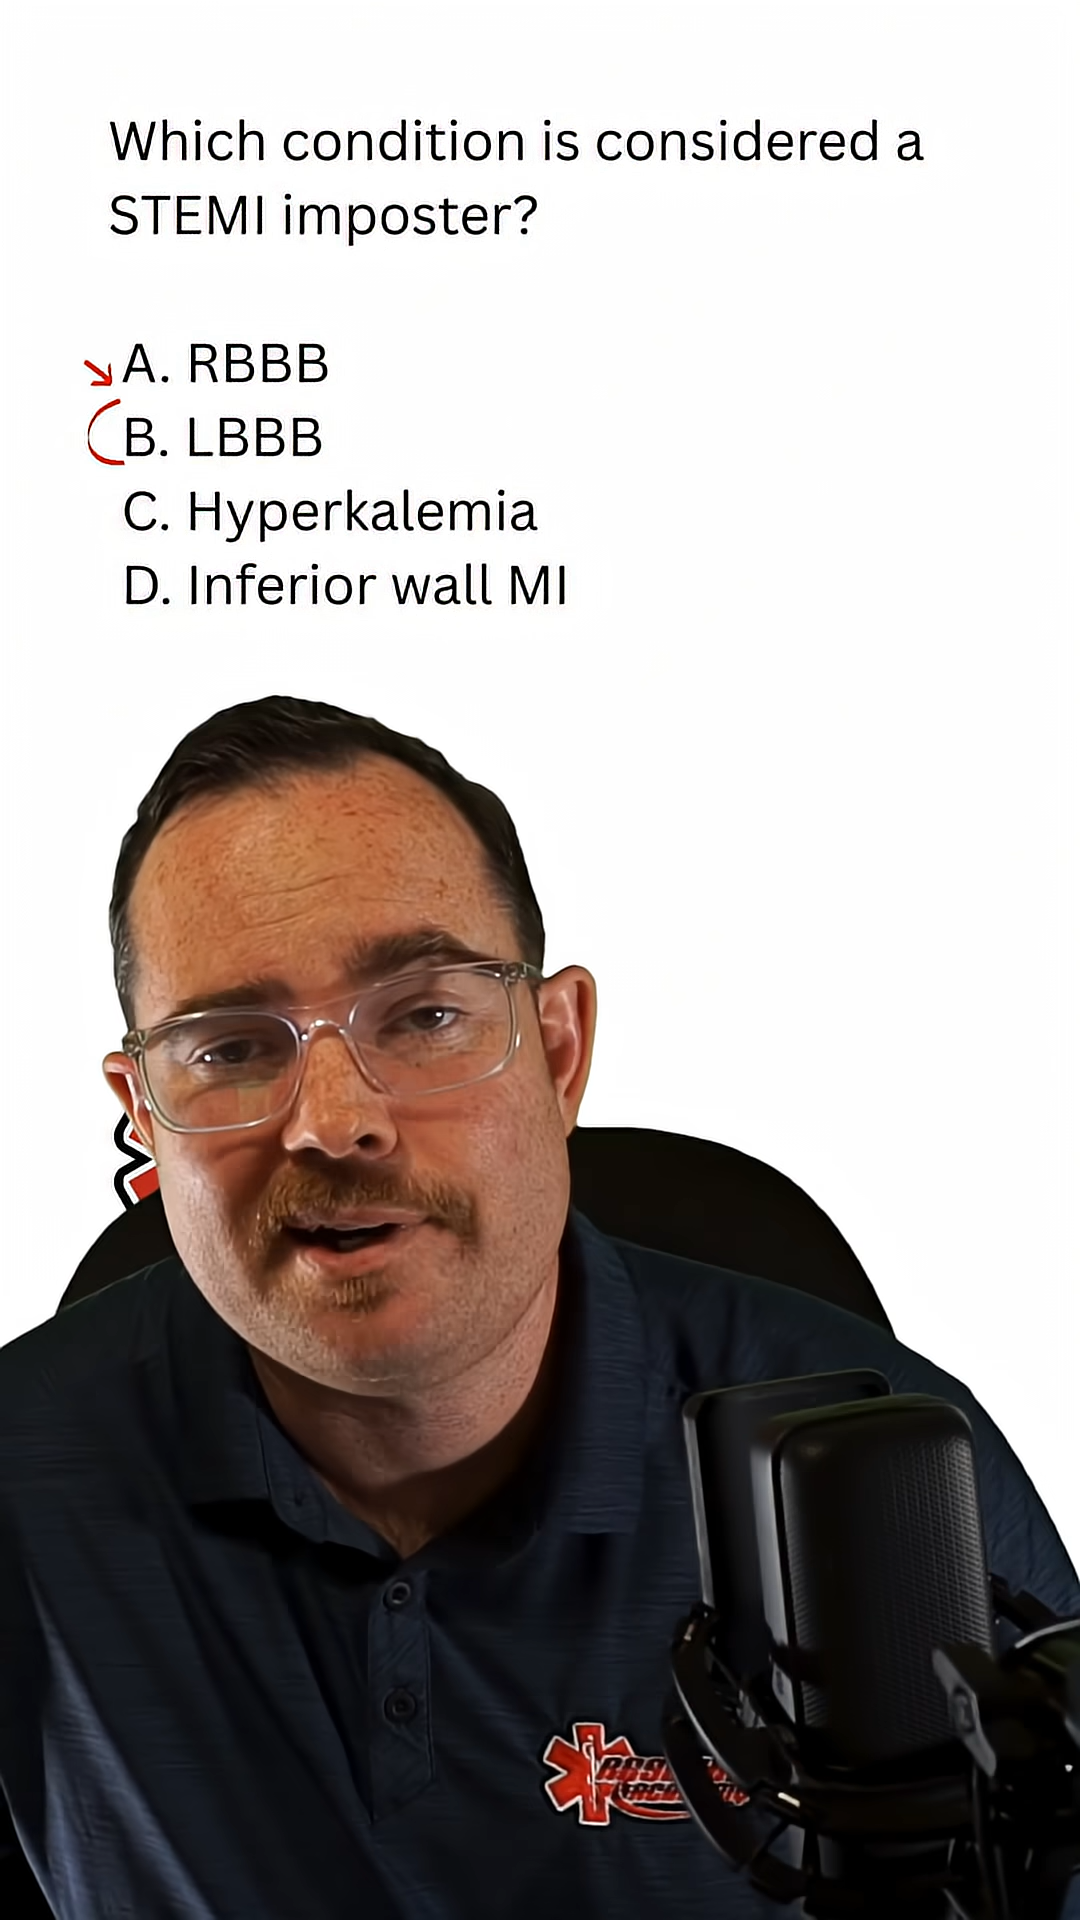 Which condition is considered a
STEMI imposter?
A. RBBB
B. LBBB
C. Hyperkalemia
D. Inferior wall MI